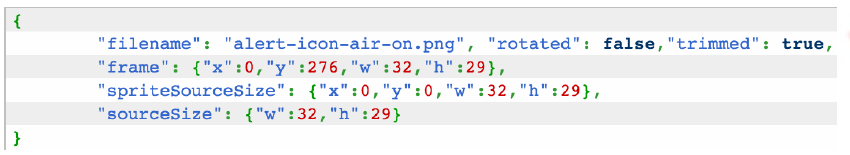 {
"filename": "alert-icon-air-on.png", "rotated": false,"trimmed": true,
"frame": {"x":0,"y":276,"w":32,"h":29},
"spriteSourceSize": {"x":0,"y":0,"w":32,"h":29},
"sourceSize": {"w":32,"h":29}
}